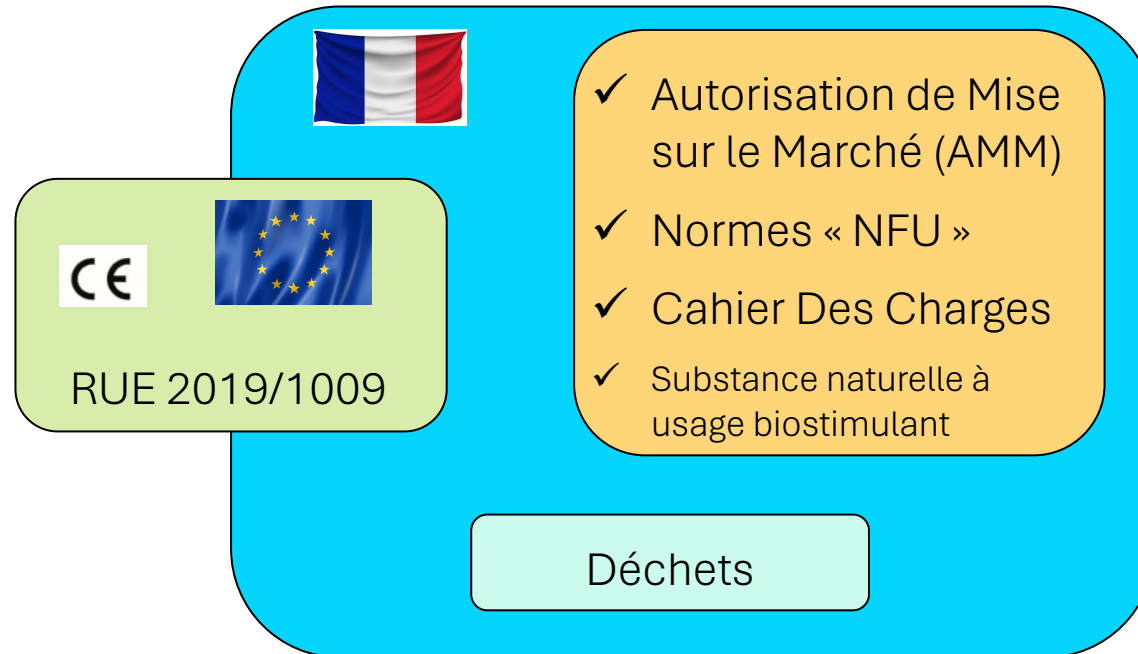 Autorisation de Mise
sur le Marché (AMM)
Normes « NFU »
Cahier Des Charges
Substance naturelle à
usage biostimulant
CE
RUE 2019/1009
Déchets